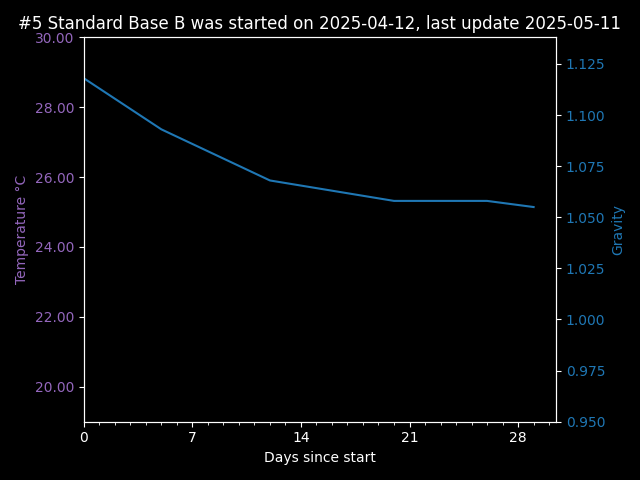 #5 Standard Base B was started on 2025-04-12, last update 2025-05-11
30.00
28.00
26.00
24.00
22.00
20.00
Temperature °C
1.125
1.100
1.075
1.050
1.025
1.000
0.975
0.950
Gravity
0 7 14 21 28
Days since start